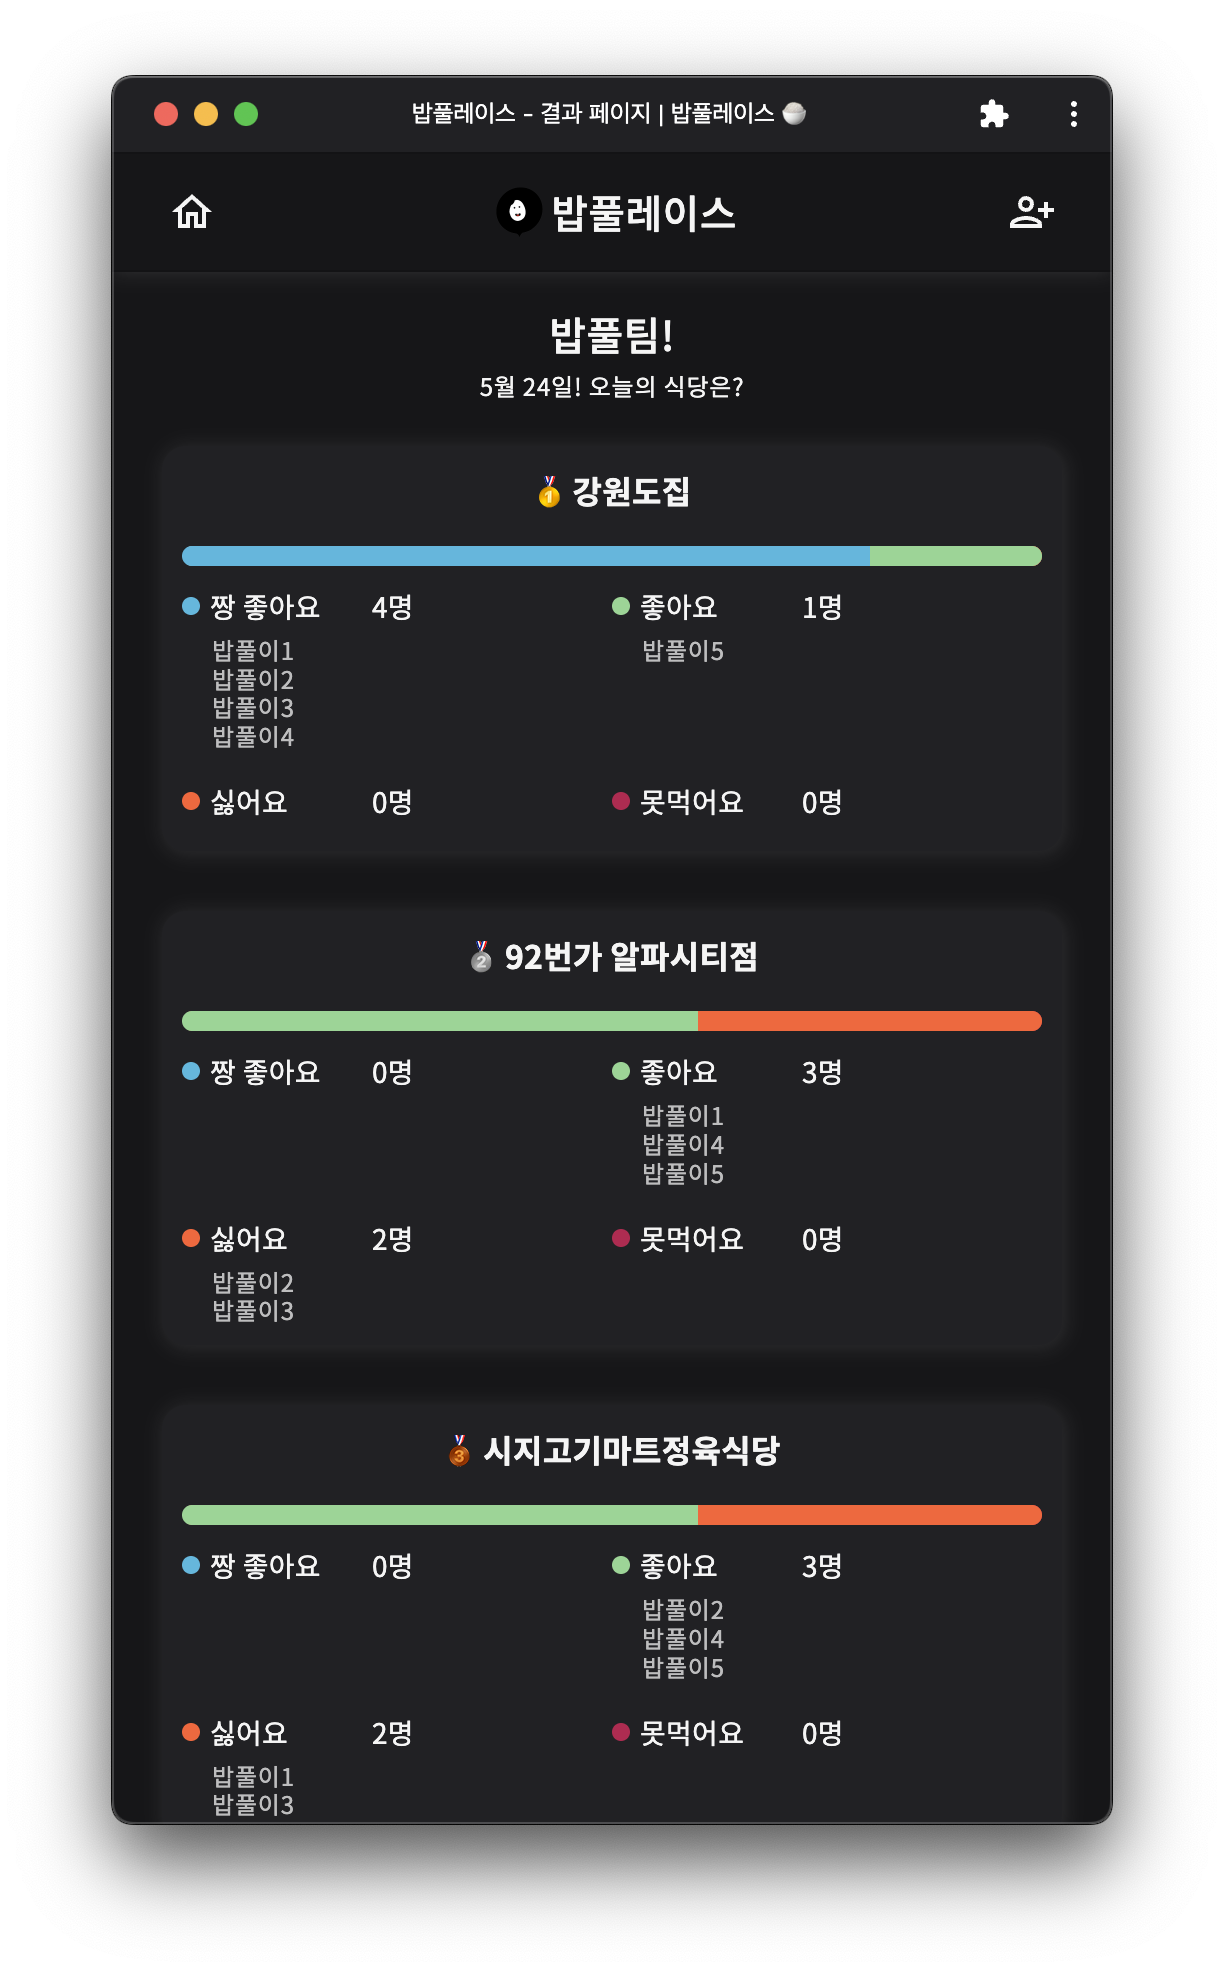 밥풀레이스 – 결과 페이지 | 밥풀레이스 🍚
밥풀레이스
밥풀팀!
5월 24일! 오늘의 식당은?
🥇 강원도집
짱 좋아요 4명 좋아요 1명
밥풀이1 밥풀이5
밥풀이2
밥풀이3
밥풀이4
싫어요 0명 못먹어요 0명
🥈 92번가 알파시티점
짱 좋아요 0명 좋아요 3명
밥풀이1
밥풀이4
밥풀이5
싫어요 2명 못먹어요 0명
밥풀이2
밥풀이3
🥉 시지고기마트정육식당
짱 좋아요 0명 좋아요 3명
밥풀이2
밥풀이4
밥풀이5
싫어요 2명 못먹어요 0명
밥풀이1
밥풀이3